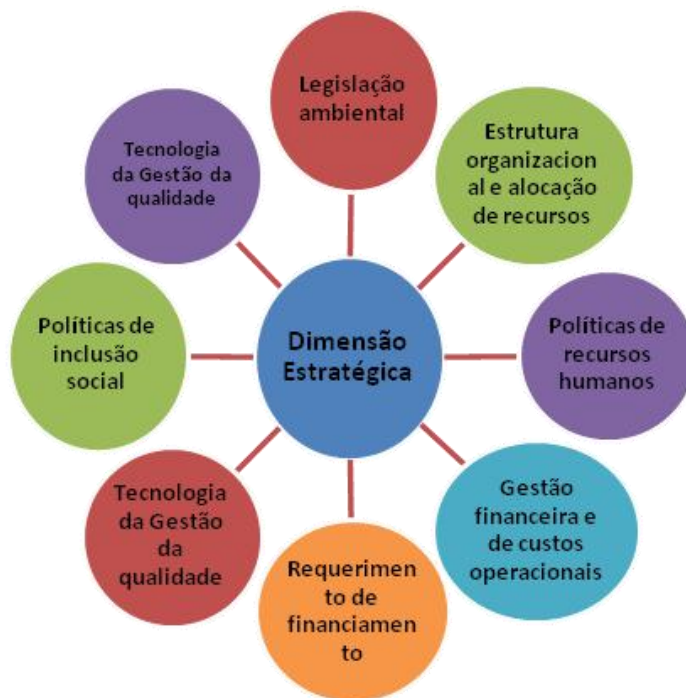 Legislação
ambiental
Estrutura
organizacion
al e alocação
de recursos
Políticas de
recursos
humanos
Gestão
financeira e
de custos
operacionais
Requerimen
to de
financiamen
to
Tecnologia
da Gestão
da
qualidade
Políticas de
inclusão
social
Tecnologia
da Gestão da
qualidade
Dimensão
Estratégica